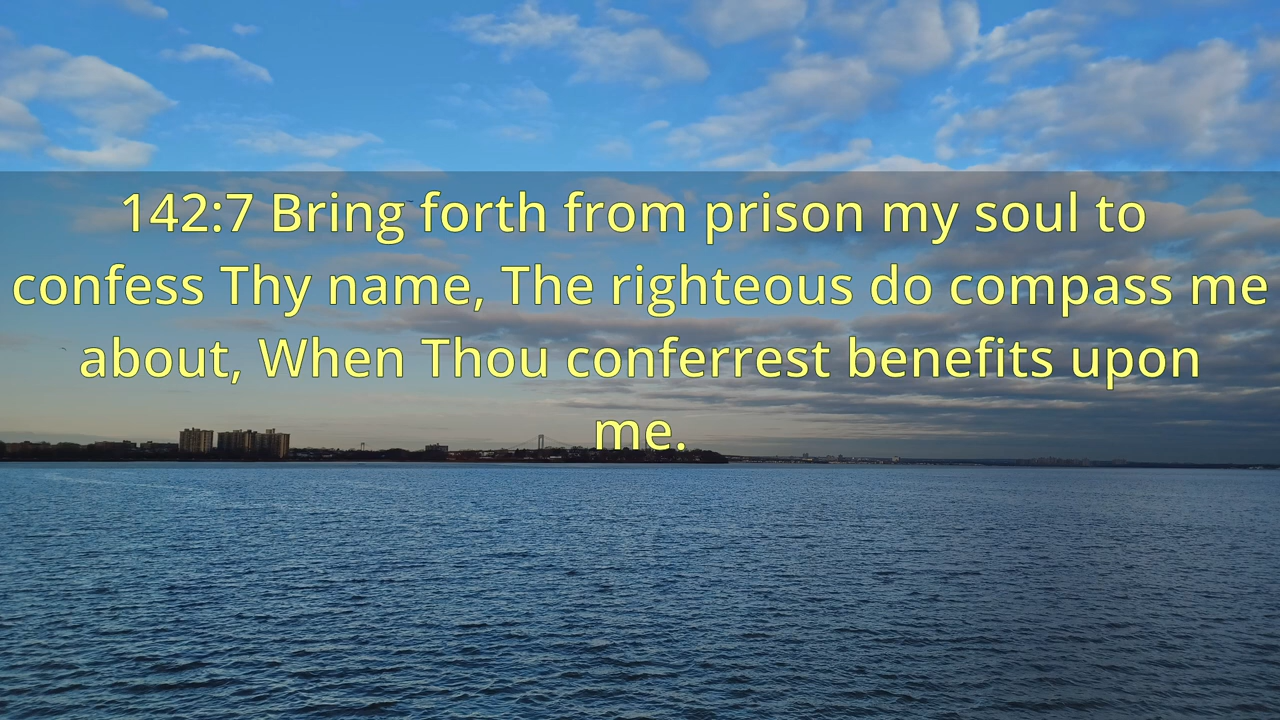 142:7 Bring forth from prison my soul to
confess Thy name, The righteous do compass me
about, When Thou conferrest benefits upon
me.